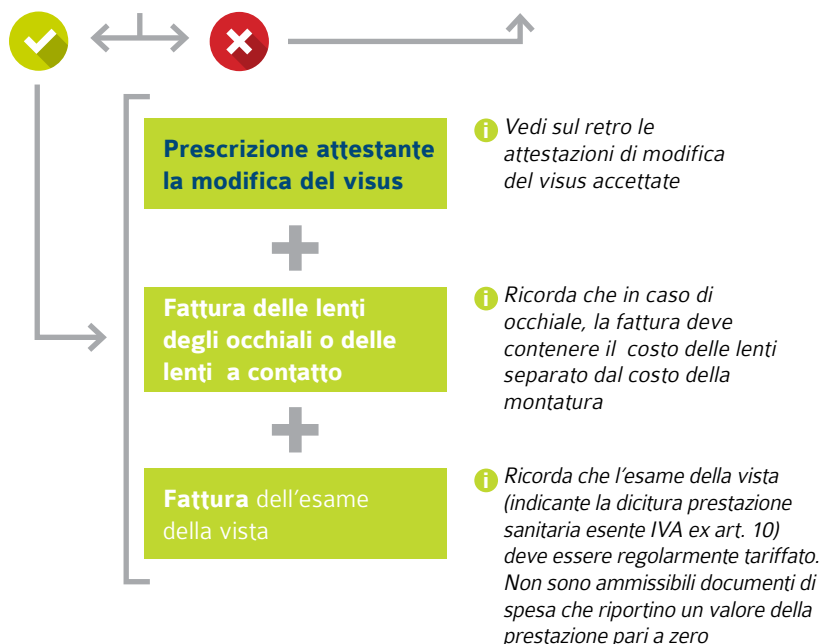 Prescrizione attestante
la modifica del visus
i Vedi sul retro le
attestazioni di modifica
del visus accettate
Fattura delle lenti
degli occhiali o delle
lenti a contatto
i Ricorda che in caso di
occhiale, la fattura deve
contenere il costo delle lenti
separato dal costo della
montatura
Fattura dell'esame
della vista
i Ricorda che l'esame della vista
(indicante la dicitura prestazione
sanitaria esente IVA ex art. 10)
deve essere regolarmente tariffato.
Non sono ammissibili documenti di
spesa che riportino un valore della
prestazione pari a zero